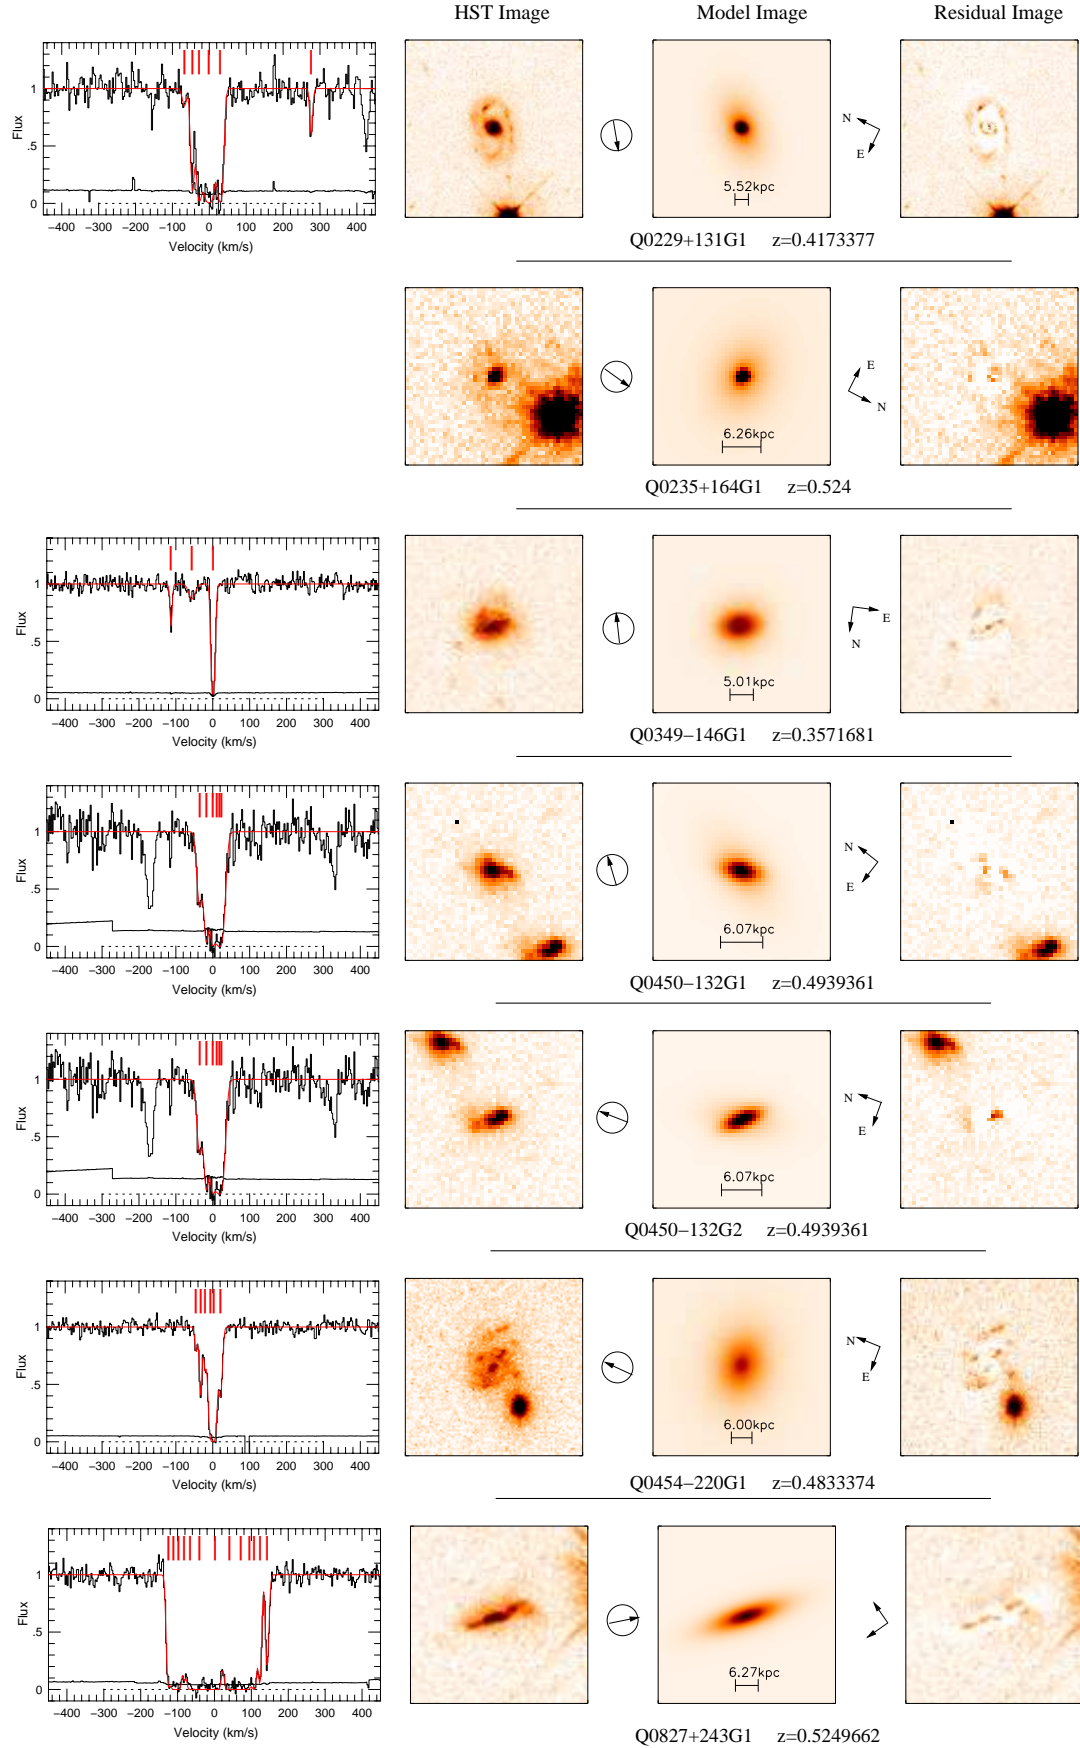 HST Image Model Image Residual Image
1
.5
0
Flux
−400 −300 −200 −100 0 100 200 300 400
Velocity (km/s)
5.52kpc
N
E
Q0229+131G1 z=0.4173377
6.26kpc
E
N
Q0235+164G1 z=0.524
1
.5
0
Flux
−400 −300 −200 −100 0 100 200 300 400
Velocity (km/s)
5.01kpc
E
N
Q0349−146G1 z=0.3571681
1
.5
0
Flux
−400 −300 −200 −100 0 100 200 300 400
Velocity (km/s)
6.07kpc
N
E
Q0450−132G1 z=0.4939361
1
.5
0
Flux
−400 −300 −200 −100 0 100 200 300 400
Velocity (km/s)
6.07kpc
N
E
Q0450−132G2 z=0.4939361
1
.5
0
Flux
−400 −300 −200 −100 0 100 200 300 400
Velocity (km/s)
6.00kpc
N
E
Q0454−220G1 z=0.4833374
1
.5
0
Flux
−400 −300 −200 −100 0 100 200 300 400
Velocity (km/s)
6.27kpc
Q0827+243G1 z=0.5249662